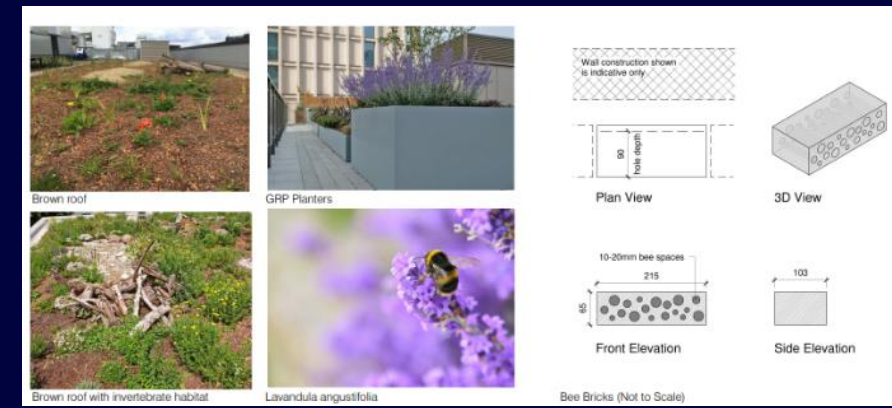 Brown roof
GRP Planters
Wall construction shown
is indicative only
90
hole depth
Plan View
3D View
Brown roof with invertebrate habitat
Lavandula angustifolia
10-20mm bee spaces
215
65
Front Elevation
103
Side Elevation
Bee Bricks (Not to Scale)